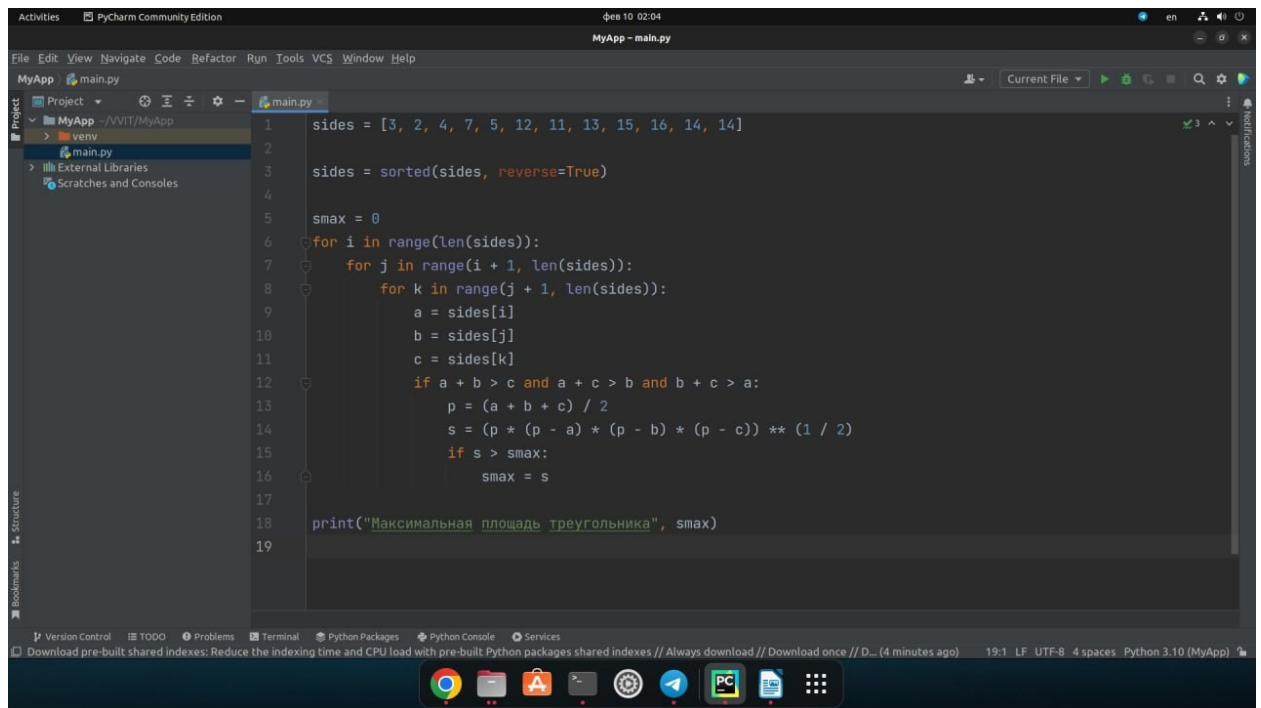 Activities PyCharm Community Edition фев 10 02:04 en
MyApp – main.py
File Edit View Navigate Code Refactor Run Tools VCS Window Help
MyApp main.py Current File
Project Project main.py
MyApp ~/VVIT/MyApp
venv
main.py
External Libraries
Scratches and Consoles
Notifications
3
1 sides = [3, 2, 4, 7, 5, 12, 11, 13, 15, 16, 14, 14]
2
3 sides = sorted(sides, reverse=True)
4
5 smax = 0
6 for i in range(len(sides)):
7 for j in range(i + 1, len(sides)):
8 for k in range(j + 1, len(sides)):
9 a = sides[i]
10 b = sides[j]
11 c = sides[k]
12 if a + b > c and a + c > b and b + c > a:
13 p = (a + b + c) / 2
14 s = (p * (p - a) * (p - b) * (p - c)) ** (1 / 2)
15 if s > smax:
16 smax = s
17
18 print("Максимальная площадь треугольника", smax)
19
Structure
Bookmarks
Version Control TODO Problems Terminal Python Packages Python Console Services
Download pre-built shared indexes: Reduce the indexing time and CPU load with pre-built Python packages shared indexes // Always download // Download once // D... (4 minutes ago) 19:1 LF UTF-8 4 spaces Python 3.10 (MyApp)
PC